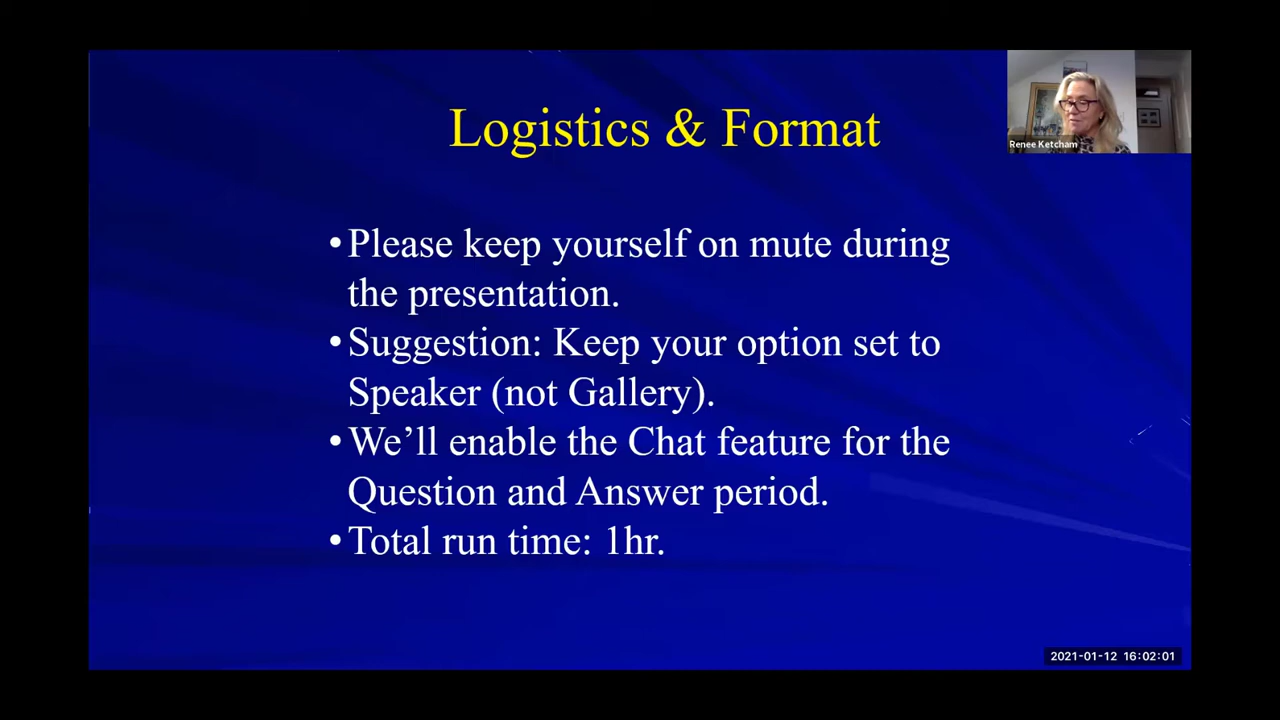 Logistics & Format
Renee Ketcham
•Please keep yourself on mute during
the presentation.
•Suggestion: Keep your option set to
Speaker (not Gallery).
•We’ll enable the Chat feature for the
Question and Answer period.
•Total run time: 1hr.
2021-01-12 16:02:01